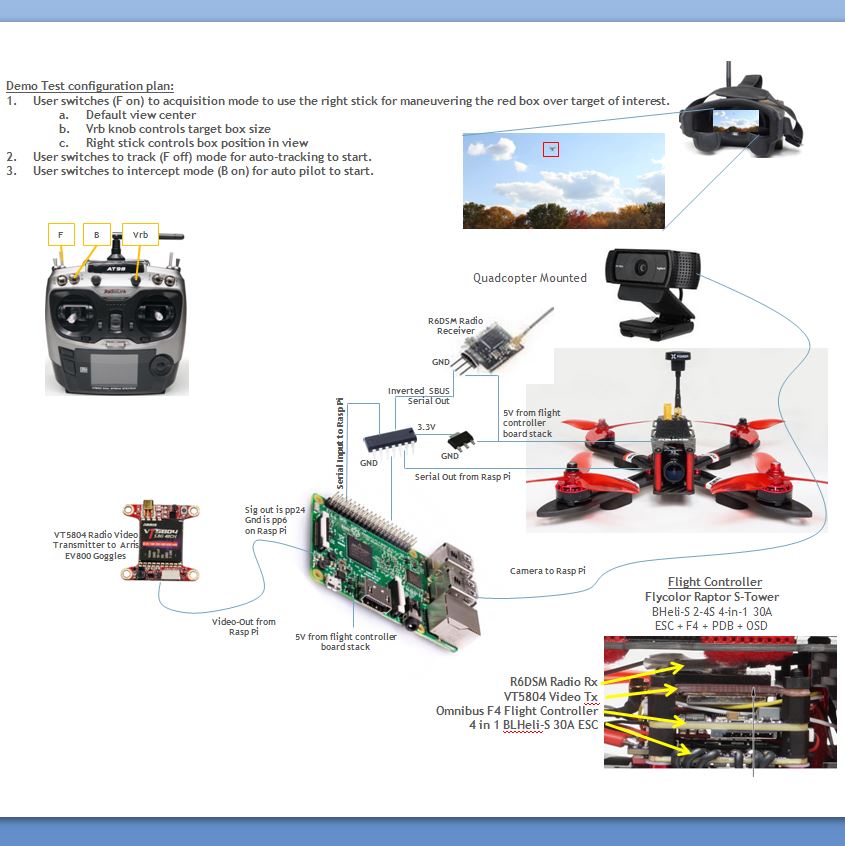 Demo Test configuration plan:
1. User switches (F on) to acquisition mode to use the right stick for maneuvering the red box over target of interest.
a. Default view center
b. Vrb knob controls target box size
c. Right stick controls box position in view
2. User switches to track (F off) mode for auto-tracking to start.
3. User switches to intercept mode (B on) for auto pilot to start.
F
B
Vrb
AT9S
RadioLink
Quadcopter Mounted
R6DSM Radio
Receiver
GND
Inverted SBUS
Serial Out
Serial Input to Rasp Pi
3.3V
GND
GND
5V from flight
controller
board stack
Serial Out from Rasp Pi
Sig out is pp24
Gnd is pp6
on Rasp Pi
VT5804 Radio Video
Transmitter to Arris
EV800 Goggles
VT5804
Video-Out from
Rasp Pi
5V from flight controller
board stack
Camera to Rasp Pi
Flight Controller
Flycolor Raptor S-Tower
BHeli-S 2-4S 4-in-1 30A
ESC + F4 + PDB + OSD
R6DSM Radio Rx
VT5804 Video Tx
Omnibus F4 Flight Controller
4 in 1 BLHeli-S 30A ESC